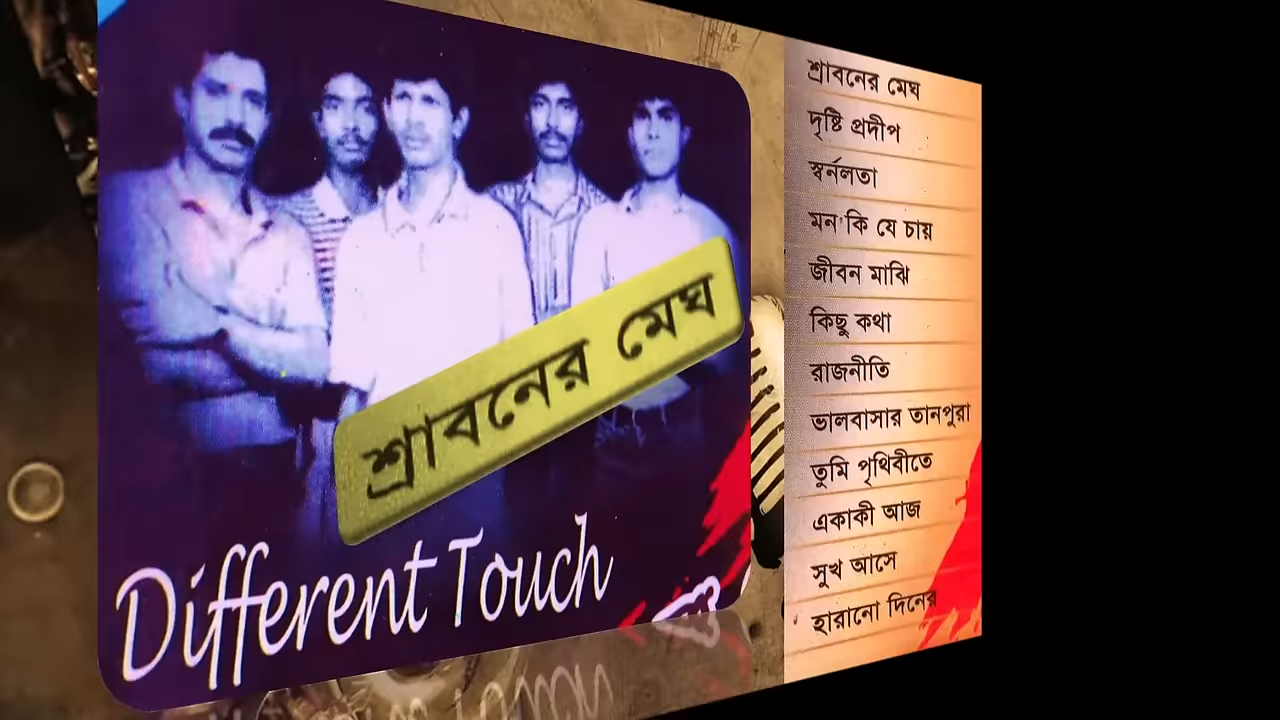 শ্রাবনের মেঘ
Different Touch
শ্রাবনের মেঘ
দৃষ্টি প্রদীপ
স্বর্নলতা
মন কি যে চায়
জীবন মাঝি
কিছু কথা
রাজনীতি
ভালবাসার তানপুরা
তুমি পৃথিবীতে
একাকী আজ
সুখ আসে
হারানো দিনের